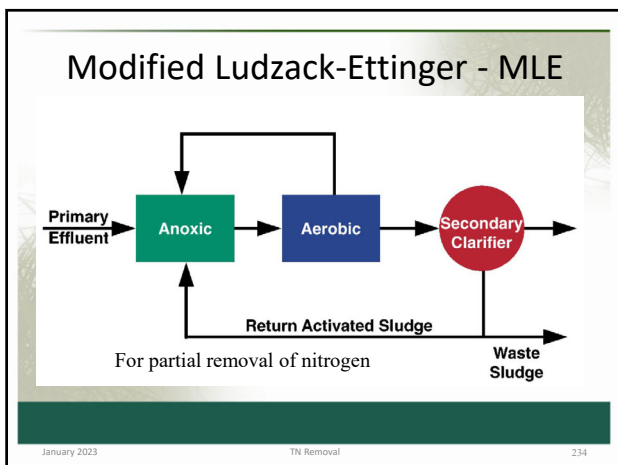 Modified Ludzack-Ettinger - MLE
Primary
Effluent
Anoxic
Aerobic
Secondary
Clarifier
Return Activated Sludge
Waste
Sludge
For partial removal of nitrogen
January 2023
TN Removal
234